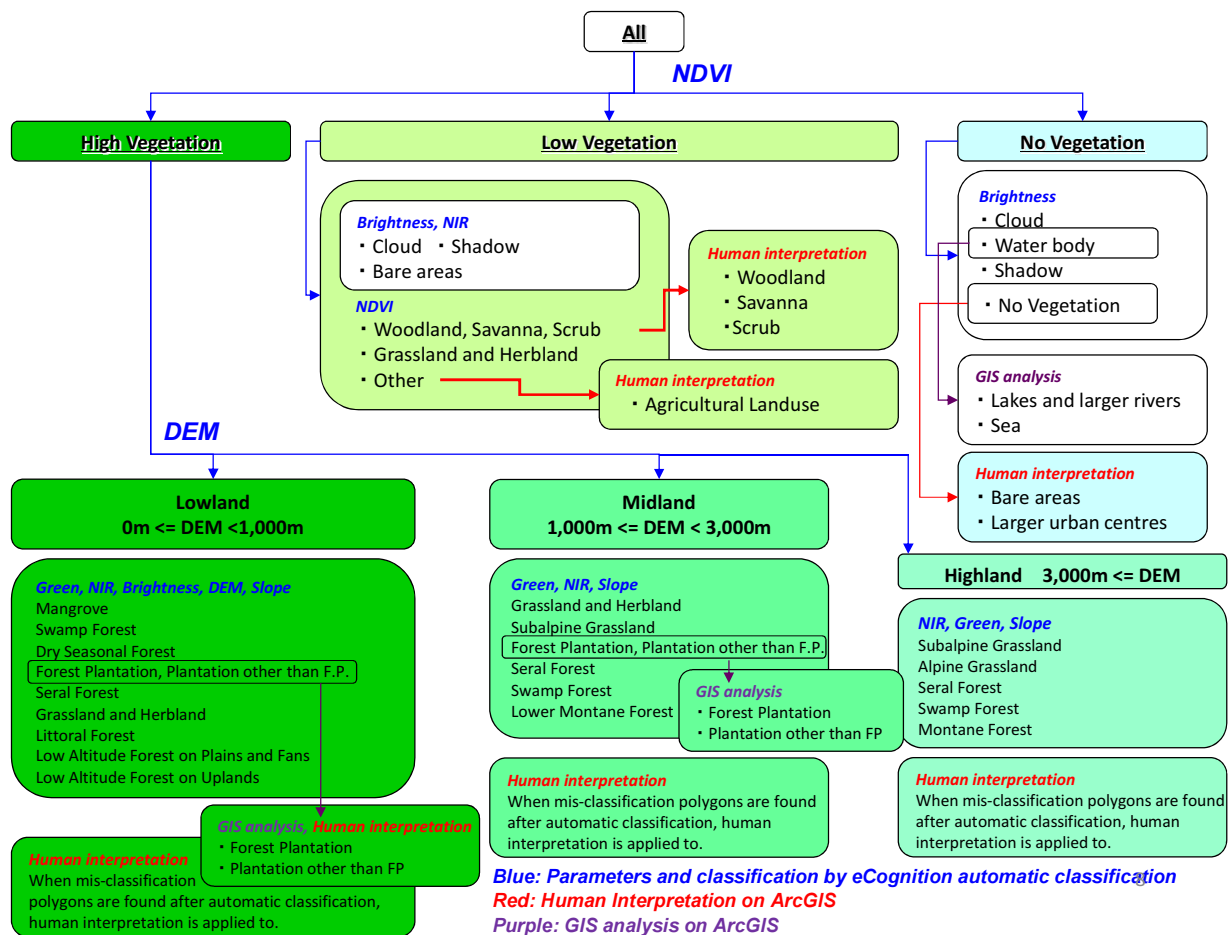 All
NDVI
High Vegetation
Low Vegetation
No Vegetation
Brightness, NIR
・Cloud ・Shadow
・Bare areas
NDVI
・Woodland, Savanna, Scrub
・Grassland and Herbland
・Other
Human interpretation
・Woodland
・Savanna
・Scrub
Human interpretation
・Agricultural Landuse
Brightness
・Cloud
・Water body
・Shadow
・No Vegetation
GIS analysis
・Lakes and larger rivers
・Sea
Human interpretation
・Bare areas
・Larger urban centres
DEM
Lowland
0m <= DEM <1,000m
Green, NIR, Brightness, DEM, Slope
Mangrove
Swamp Forest
Dry Seasonal Forest
Forest Plantation, Plantation other than F.P.
Seral Forest
Grassland and Herbland
Littoral Forest
Low Altitude Forest on Plains and Fans
Low Altitude Forest on Uplands
GIS analysis, Human interpretation
・Forest Plantation
・Plantation other than FP
Human interpretation
When mis-classification
polygons are found after automatic classification,
human interpretation is applied to.
Midland
1,000m <= DEM < 3,000m
Green, NIR, Slope
Grassland and Herbland
Subalpine Grassland
Forest Plantation, Plantation other than F.P.
Seral Forest
Swamp Forest
Lower Montane Forest
GIS analysis
・Forest Plantation
・Plantation other than FP
Human interpretation
When mis-classification polygons are found
after automatic classification, human
interpretation is applied to.
Highland 3,000m <= DEM
NIR, Green, Slope
Subalpine Grassland
Alpine Grassland
Seral Forest
Swamp Forest
Montane Forest
Human interpretation
When mis-classification polygons are found
after automatic classification, human
interpretation is applied to.
Blue: Parameters and classification by eCognition automatic classification
Red: Human Interpretation on ArcGIS
Purple: GIS analysis on ArcGIS